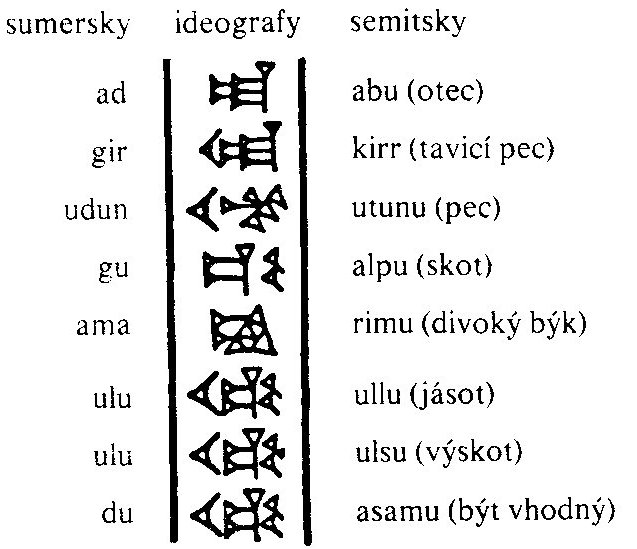 sumersky ideografy semitsky
ad 𒀜 abu (otec)
gir kirr (tavicí pec)
udun utunu (pec)
gu alpu (skot)
ama rimu (divoký býk)
ulu ullu (jásot)
ulu ulsu (výskot)
du asamu (být vhodný)